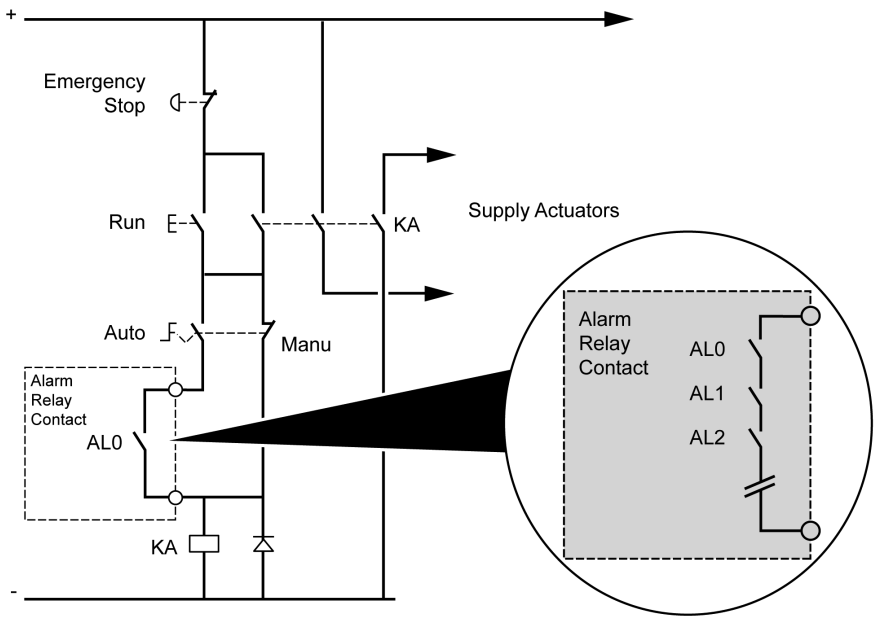 +
Emergency
Stop
Run
KA
Supply Actuators
Auto
Manu
Alarm
Relay
Contact
AL0
KA
-
Alarm
Relay
Contact
AL0
AL1
AL2